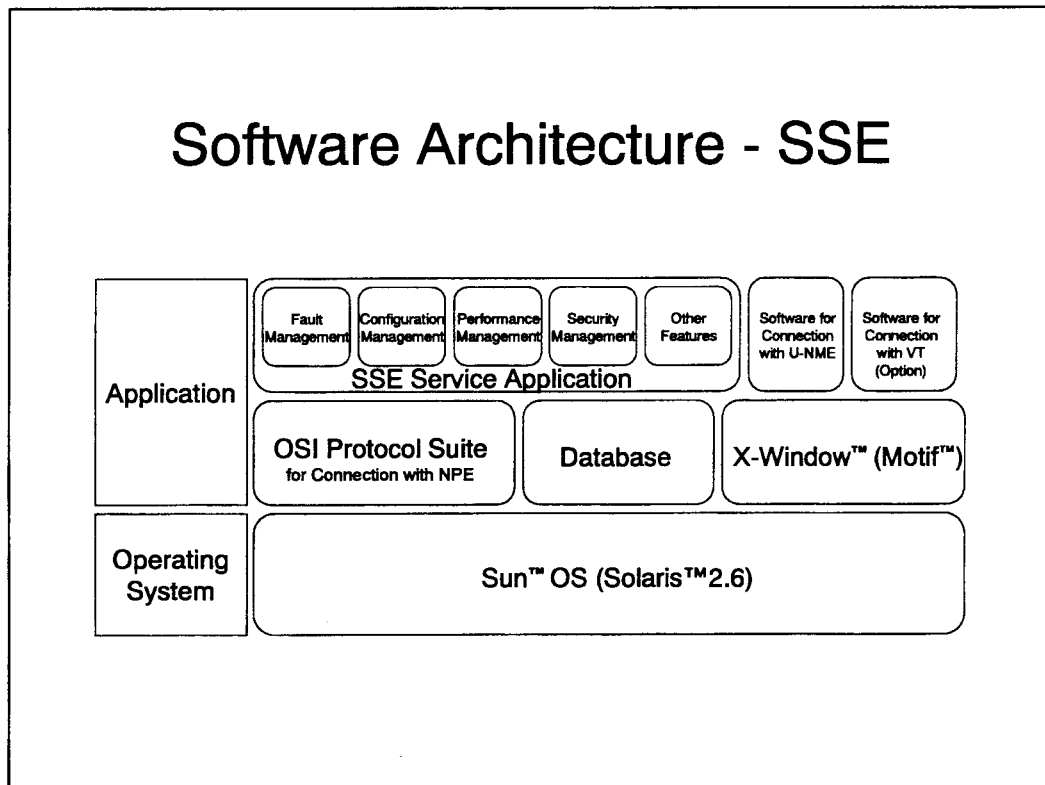 Software Architecture - SSE
Application
Fault
Management
Configuration
Management
Performance
Management
Security
Management
Other
Features
SSE Service Application
Software for
Connection
with U-NME
Software for
Connection
with VT
(Option)
OSI Protocol Suite
for Connection with NPE
Database
X-Window™ (Motif™)
Operating
System
Sun™ OS (Solaris™2.6)